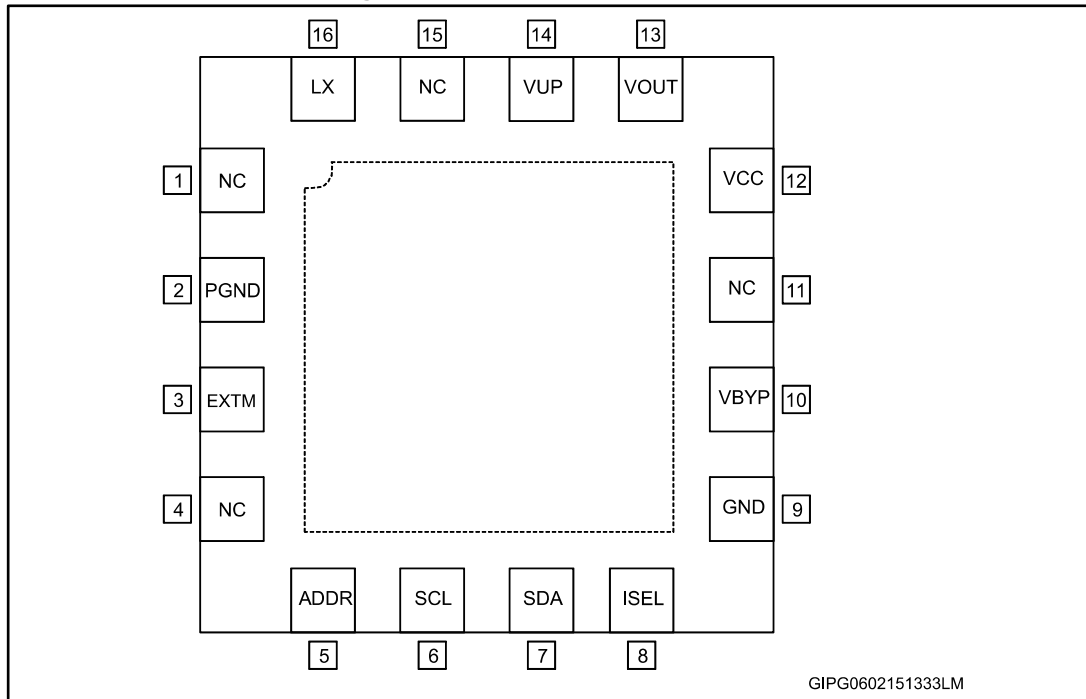 16 15 14 13
LX NC VUP VOUT
1 NC VCC 12
2 PGND NC 11
3 EXTM VBYP 10
4 NC GND 9
ADDR SCL SDA ISEL
5 6 7 8
GIPG0602151333LM